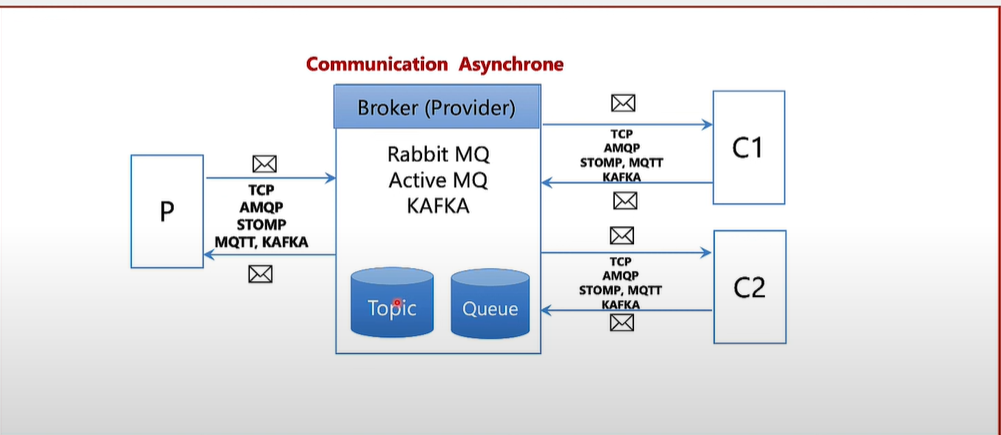 Communication Asynchrone
Broker (Provider)
Rabbit MQ
Active MQ
KAFKA
Topic
Queue
P
TCP
AMQP
STOMP
MQTT, KAFKA
TCP
AMQP
STOMP, MQTT
KAFKA
C1
TCP
AMQP
STOMP, MQTT
KAFKA
C2